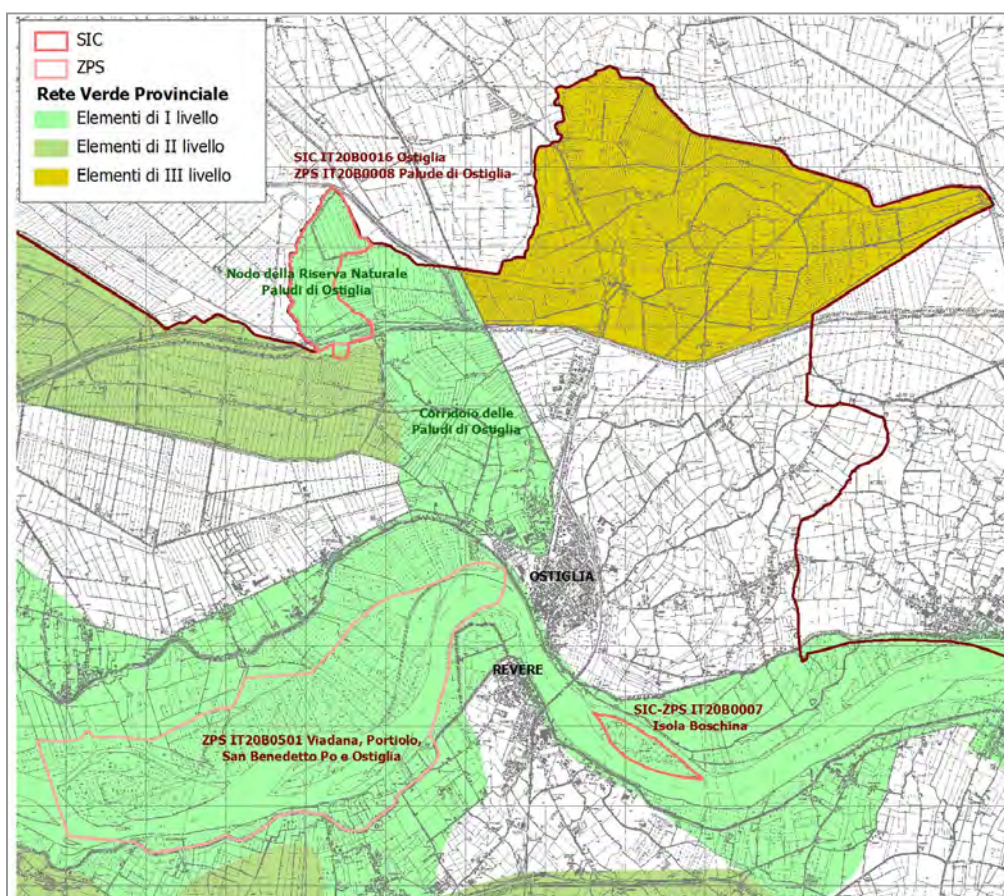 SIC
ZPS
Rete Verde Provinciale
Elementi di I livello
Elementi di II livello
Elementi di III livello
SIC IT20B0016 Ostiglia
ZPS IT20B0008 Palude di Ostiglia
Nodo della Riserva Naturale
Paludi di Ostiglia
Corridoio delle
Paludi di Ostiglia
OSTIGLIA
REVERE
SIC-ZPS IT20B0007
Isola Boschina
ZPS IT20B0501 Viadana, Portiolo,
San Benedetto Po e Ostiglia